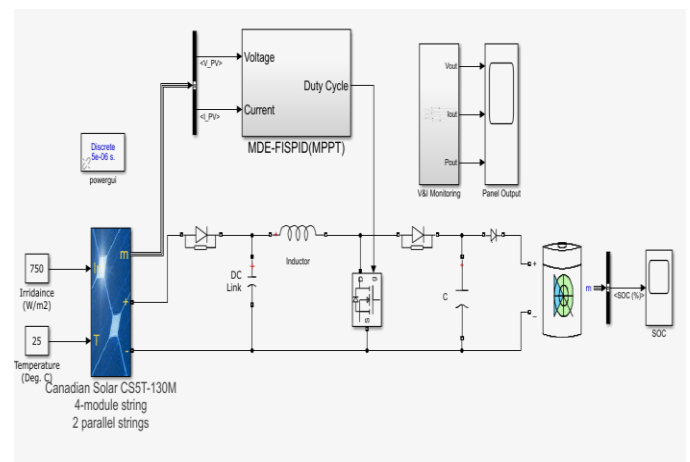 <V_PV>
<I_PV>
Voltage
Current
Duty Cycle
MDE-FISPID(MPPT)
Vout
Iout
Pout
V&I Monitoring
Panel Output
Discrete
5e-06 s.
powergui
750
Irridaince
(W/m2)
25
Temperature
(Deg. C)
I
T
m
+
-
Canadian Solar CS5T-130M
4-module string
2 parallel strings
+
DC
Link
+
Inductor
g
D
S
+
C
+
_
m
<SOC (%)>
SOC